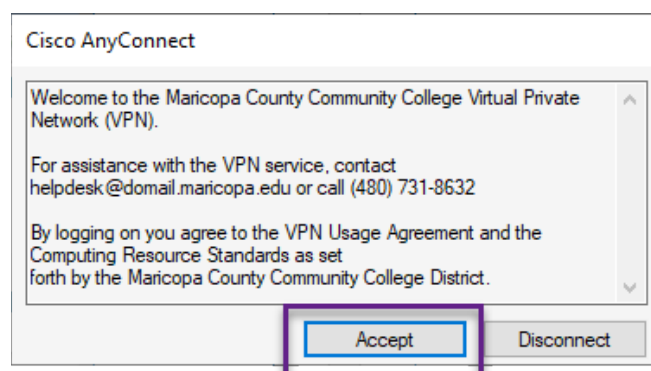 Cisco AnyConnect
Welcome to the Maricopa County Community College Virtual Private
Network (VPN).
For assistance with the VPN service, contact
helpdesk@domail.maricopa.edu or call (480) 731-8632
By logging on you agree to the VPN Usage Agreement and the
Computing Resource Standards as set
forth by the Maricopa County Community College District.
Accept
Disconnect